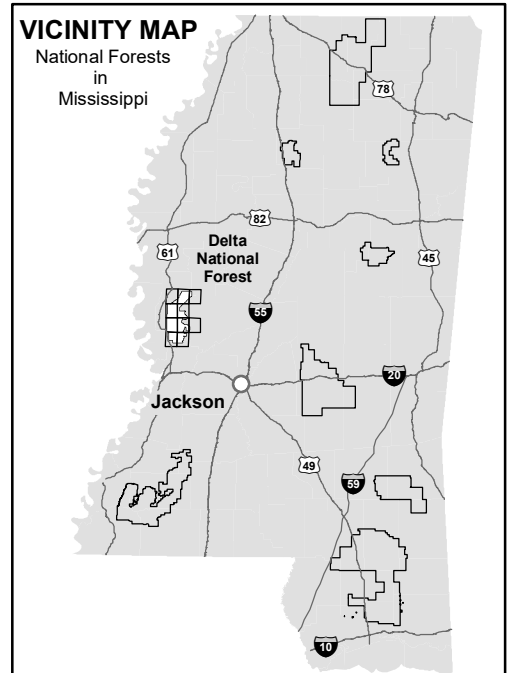 VICINITY MAP
National Forests
in
Mississippi
78
82
61
Delta
National
Forest
45
55
20
Jackson
49
59
10